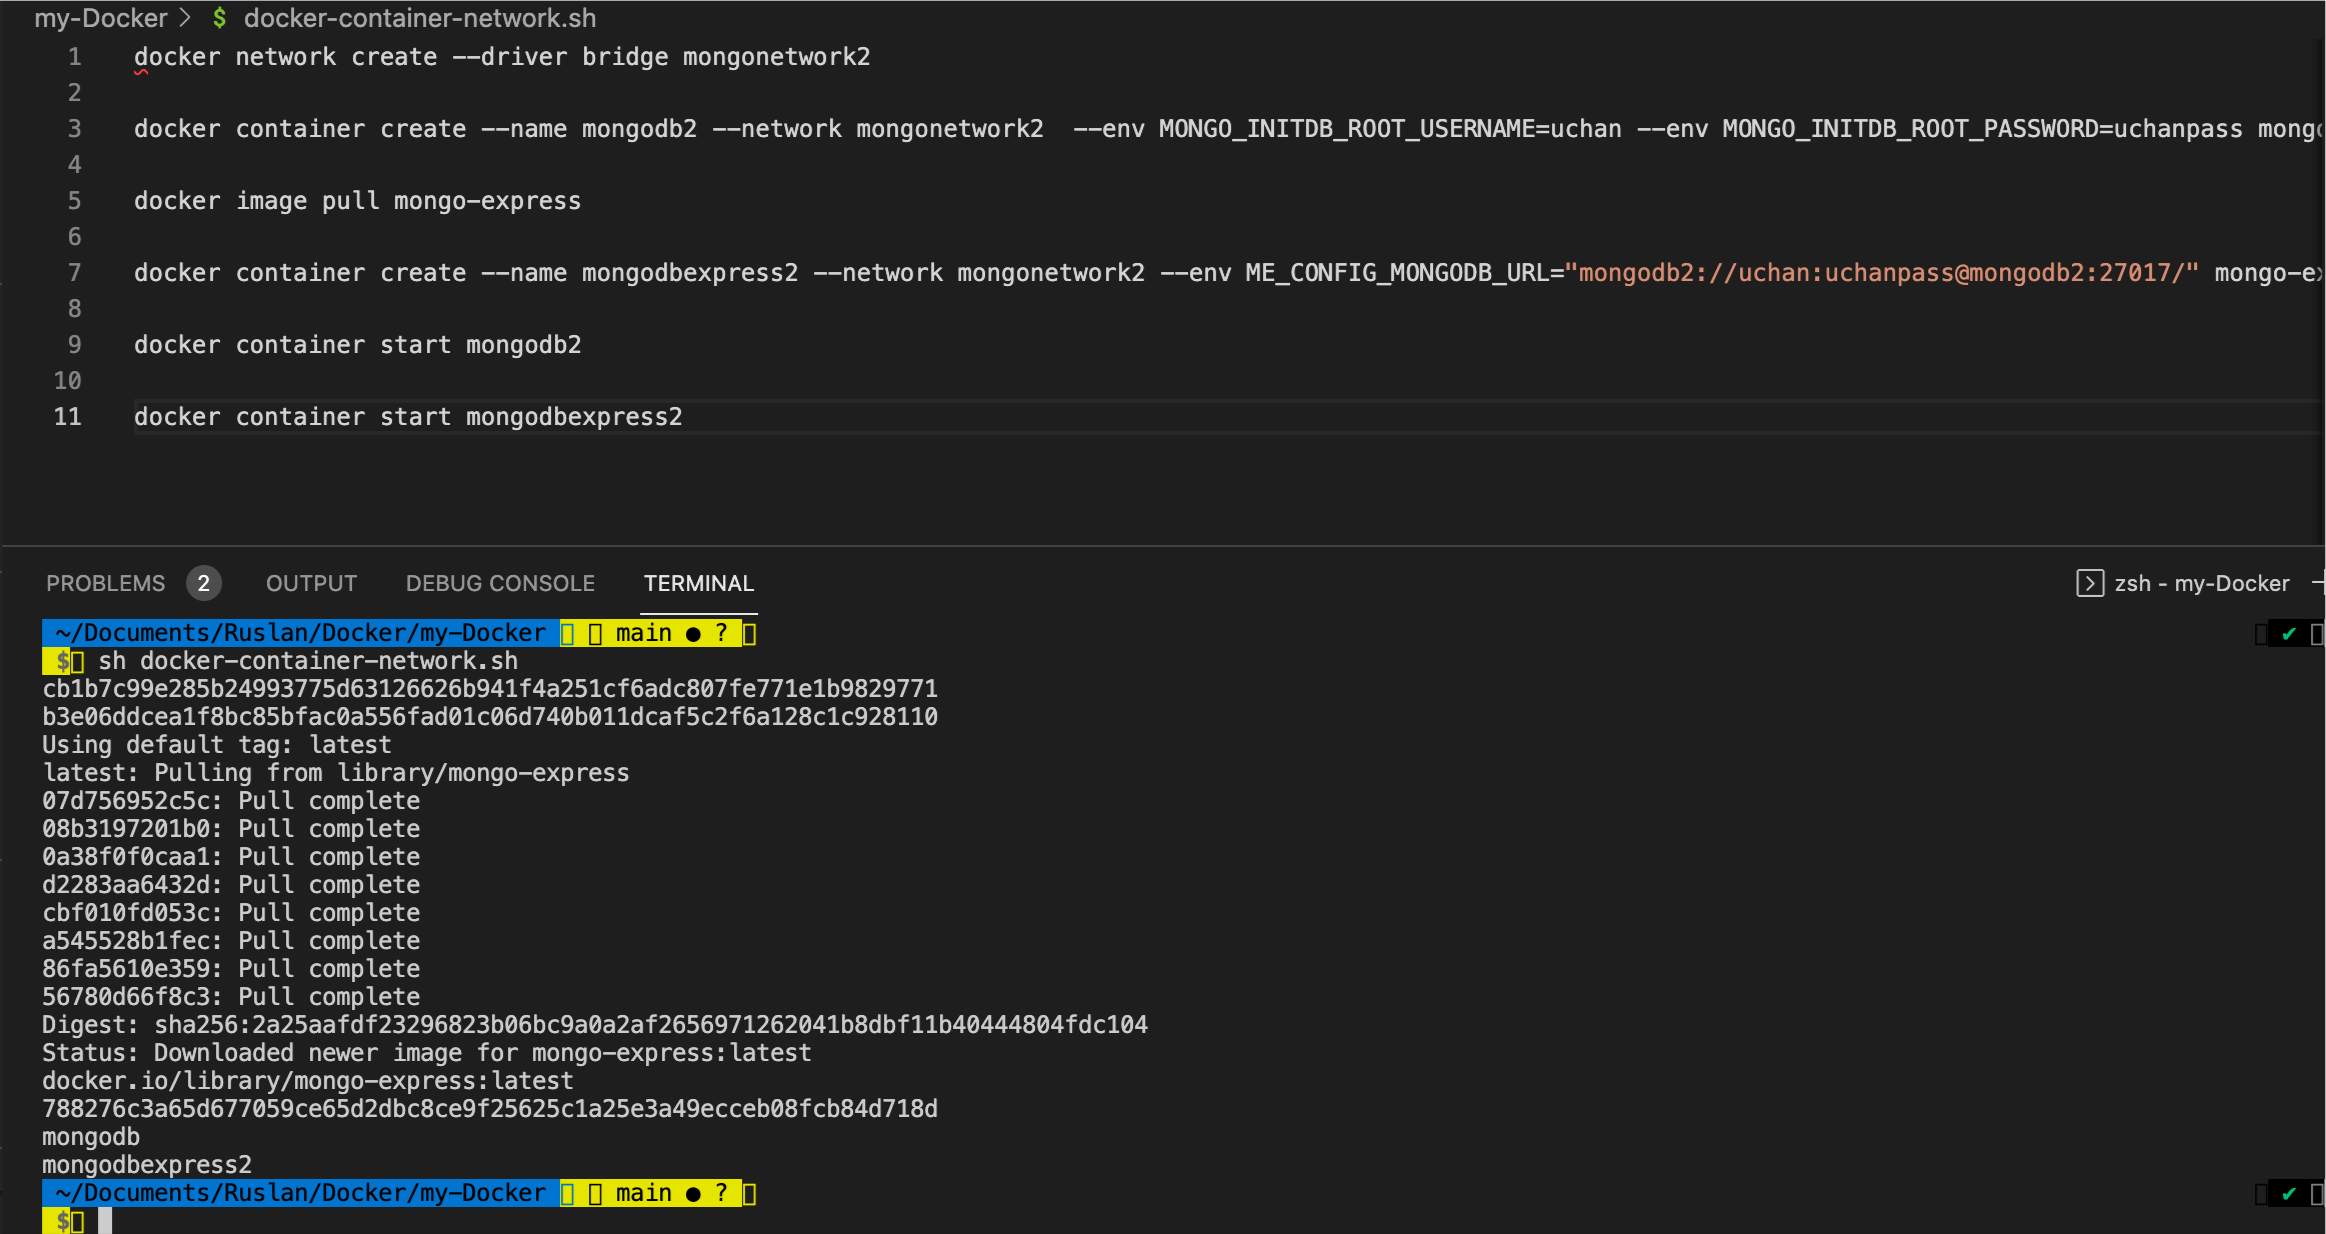 my-Docker > $ docker-container-network.sh
1 docker network create --driver bridge mongonetwork2
2
3 docker container create --name mongodb2 --network mongonetwork2  --env MONGO_INITDB_ROOT_USERNAME=uchan --env MONGO_INITDB_ROOT_PASSWORD=uchanpass
4
5 docker image pull mongo-express
6
7 docker container create --name mongodbexpress2 --network mongonetwork2 --env ME_CONFIG_MONGODB_URL="mongodb2://uchan:uchanpass@mongodb2:27017/"
8
9 docker container start mongodb2
10
11 docker container start mongodbexpress2
PROBLEMS 2 OUTPUT DEBUG CONSOLE TERMINAL zsh - my-Docker
~/Documents/Ruslan/Docker/my-Docker main ● ? ✔
$ sh docker-container-network.sh
cb1b7c99e285b24993775d63126626b941f4a251cf6adc807fe771e1b9829771
b3e06ddcea1f8bc85bfac0a556fad01c06d740b011dcaf5c2f6a128c1c928110
Using default tag: latest
latest: Pulling from library/mongo-express
07d756952c5c: Pull complete
08b3197201b0: Pull complete
0a38f0f0caa1: Pull complete
d2283aa6432d: Pull complete
cbf010fd053c: Pull complete
a545528b1fec: Pull complete
86fa5610e359: Pull complete
56780d66f8c3: Pull complete
Digest: sha256:2a25aafdf23296823b06bc9a0a2af2656971262041b8dbf11b40444804fdc104
Status: Downloaded newer image for mongo-express:latest
docker.io/library/mongo-express:latest
788276c3a65d677059ce65d2dbc8ce9f25625c1a25e3a49ecceb08fcb84d718d
mongodb
mongodbexpress2
~/Documents/Ruslan/Docker/my-Docker main ● ? ✔
$